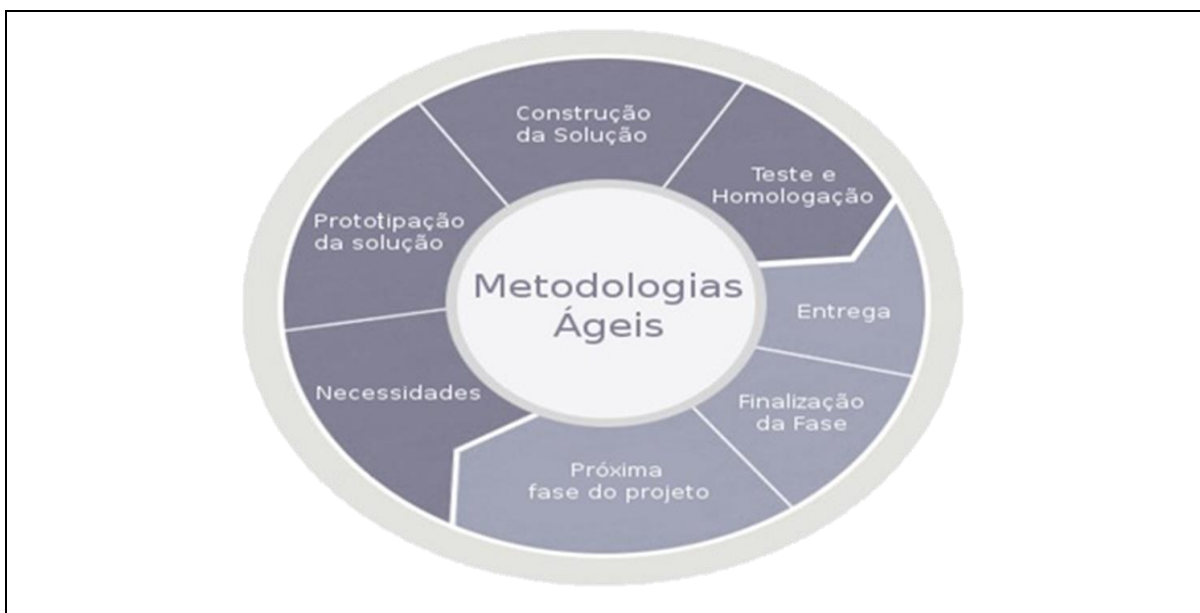 Construção
da Solução
Teste e
Homologação
Prototipação
da solução
Metodologias
Ágeis
Entrega
Necessidades
Finalização
da Fase
Próxima
fase do projeto